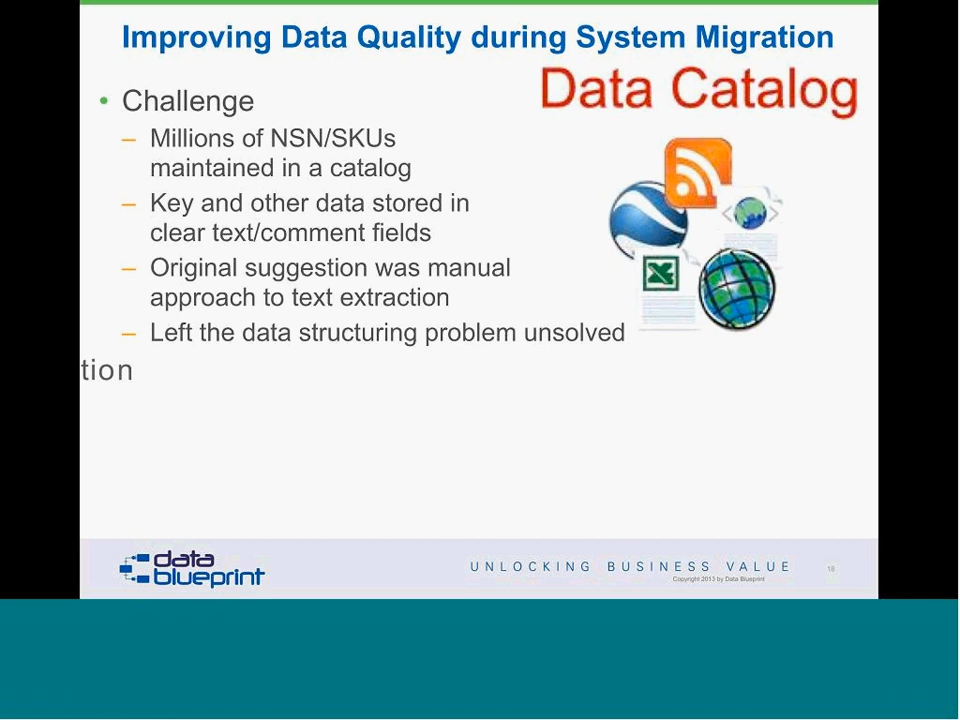 Improving Data Quality during System Migration
Data Catalog
• Challenge
– Millions of NSN/SKUs
maintained in a catalog
– Key and other data stored in
clear text/comment fields
– Original suggestion was manual
approach to text extraction
– Left the data structuring problem unsolved
tion
data
blueprint
UNLOCKING BUSINESS VALUE
Copyright 2013 by Data Blueprint
18